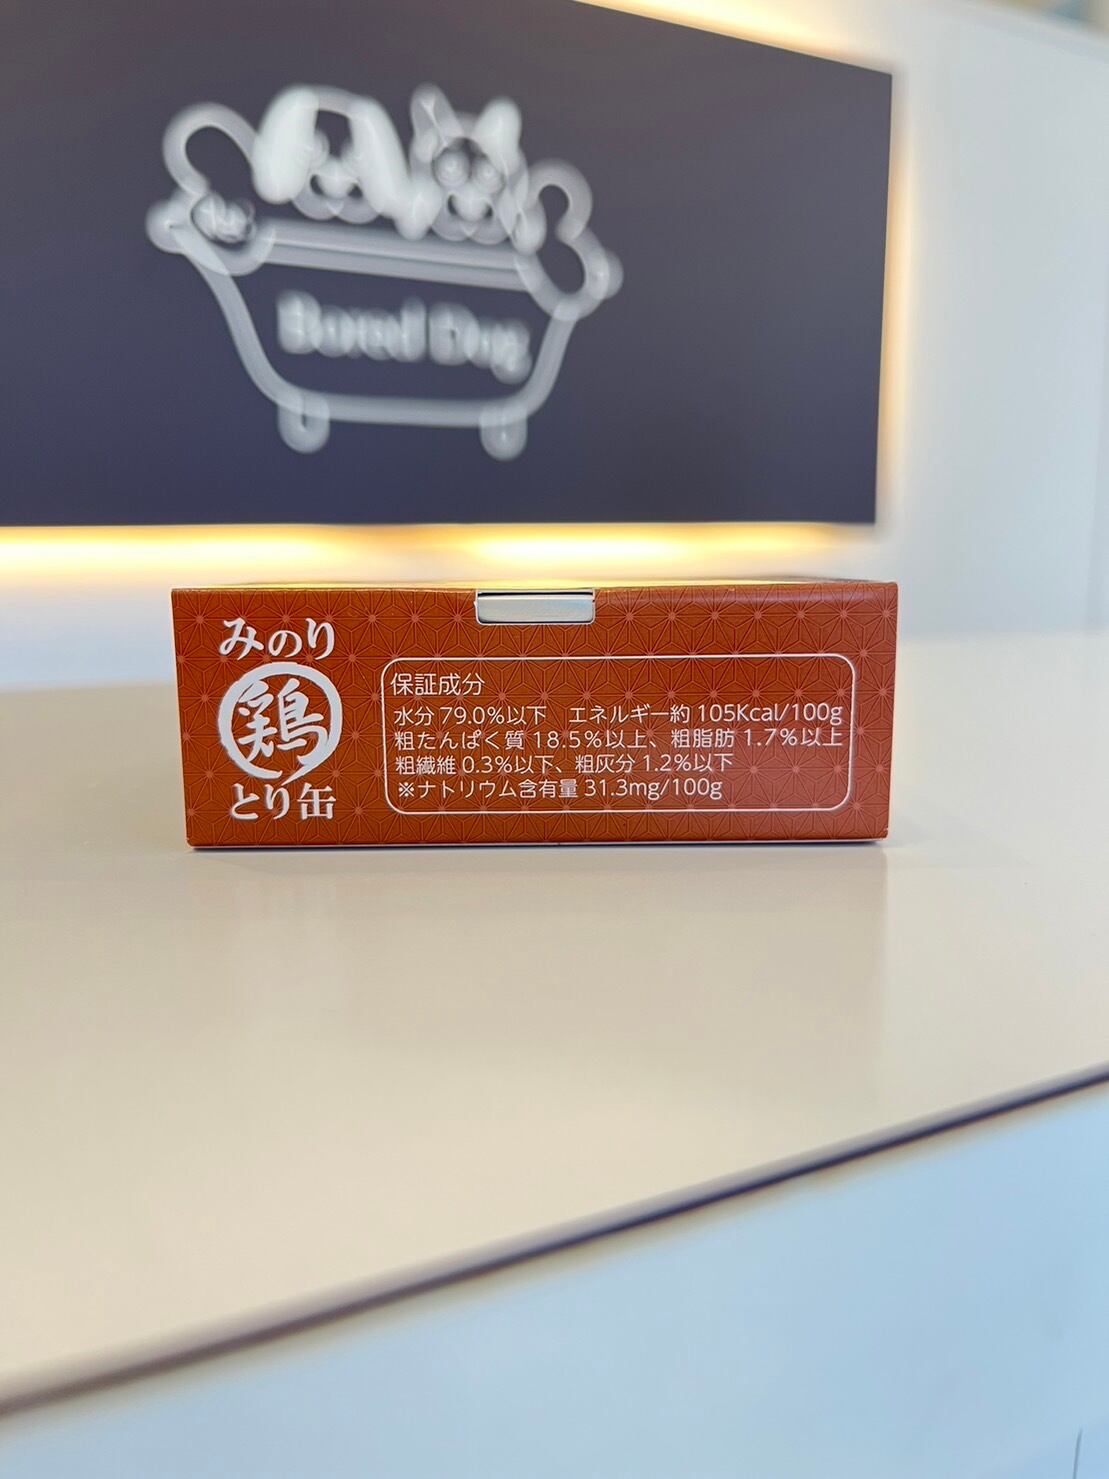 Bored Dog
みのり
鶏
とり缶
保証成分
水分 79.0%以下　エネルギー約 105Kcal/100g
粗たんぱく質 18.5%以上、粗脂肪 1.7%以上
粗繊維 0.3%以下、粗灰分 1.2%以下
※ナトリウム含有量 31.3mg/100g